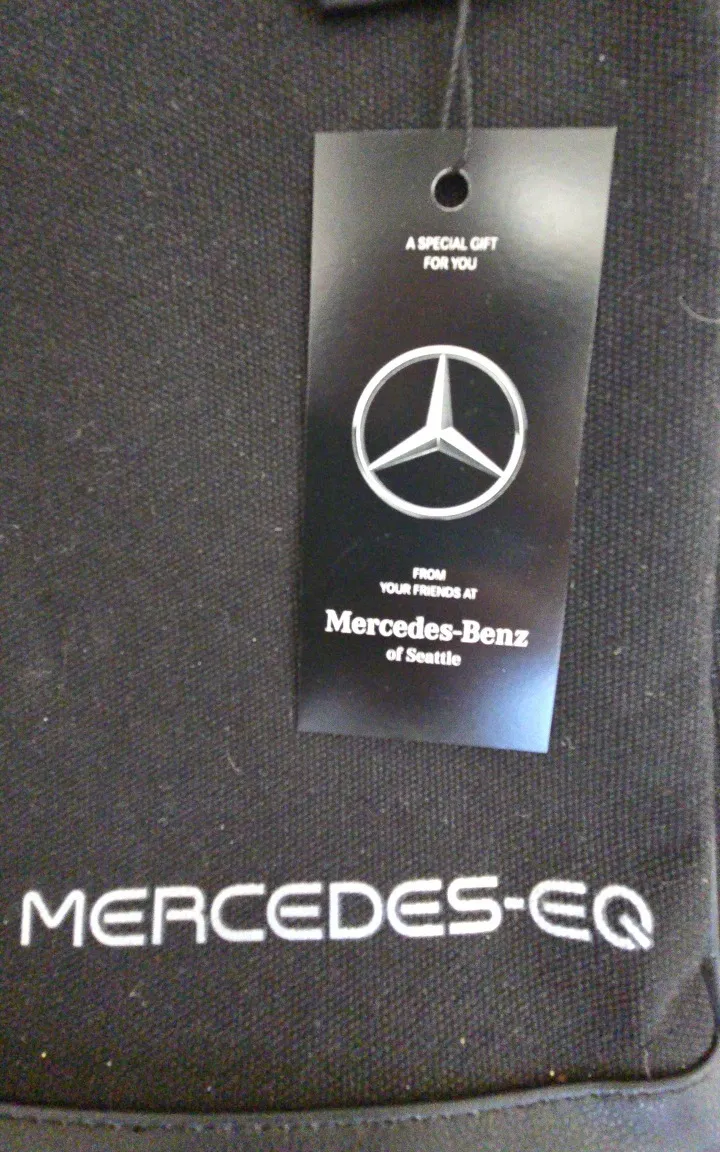 A SPECIAL GIFT
FOR YOU
FROM
YOUR FRIENDS AT
Mercedes-Benz
of Seattle
MERCEDES-EQ